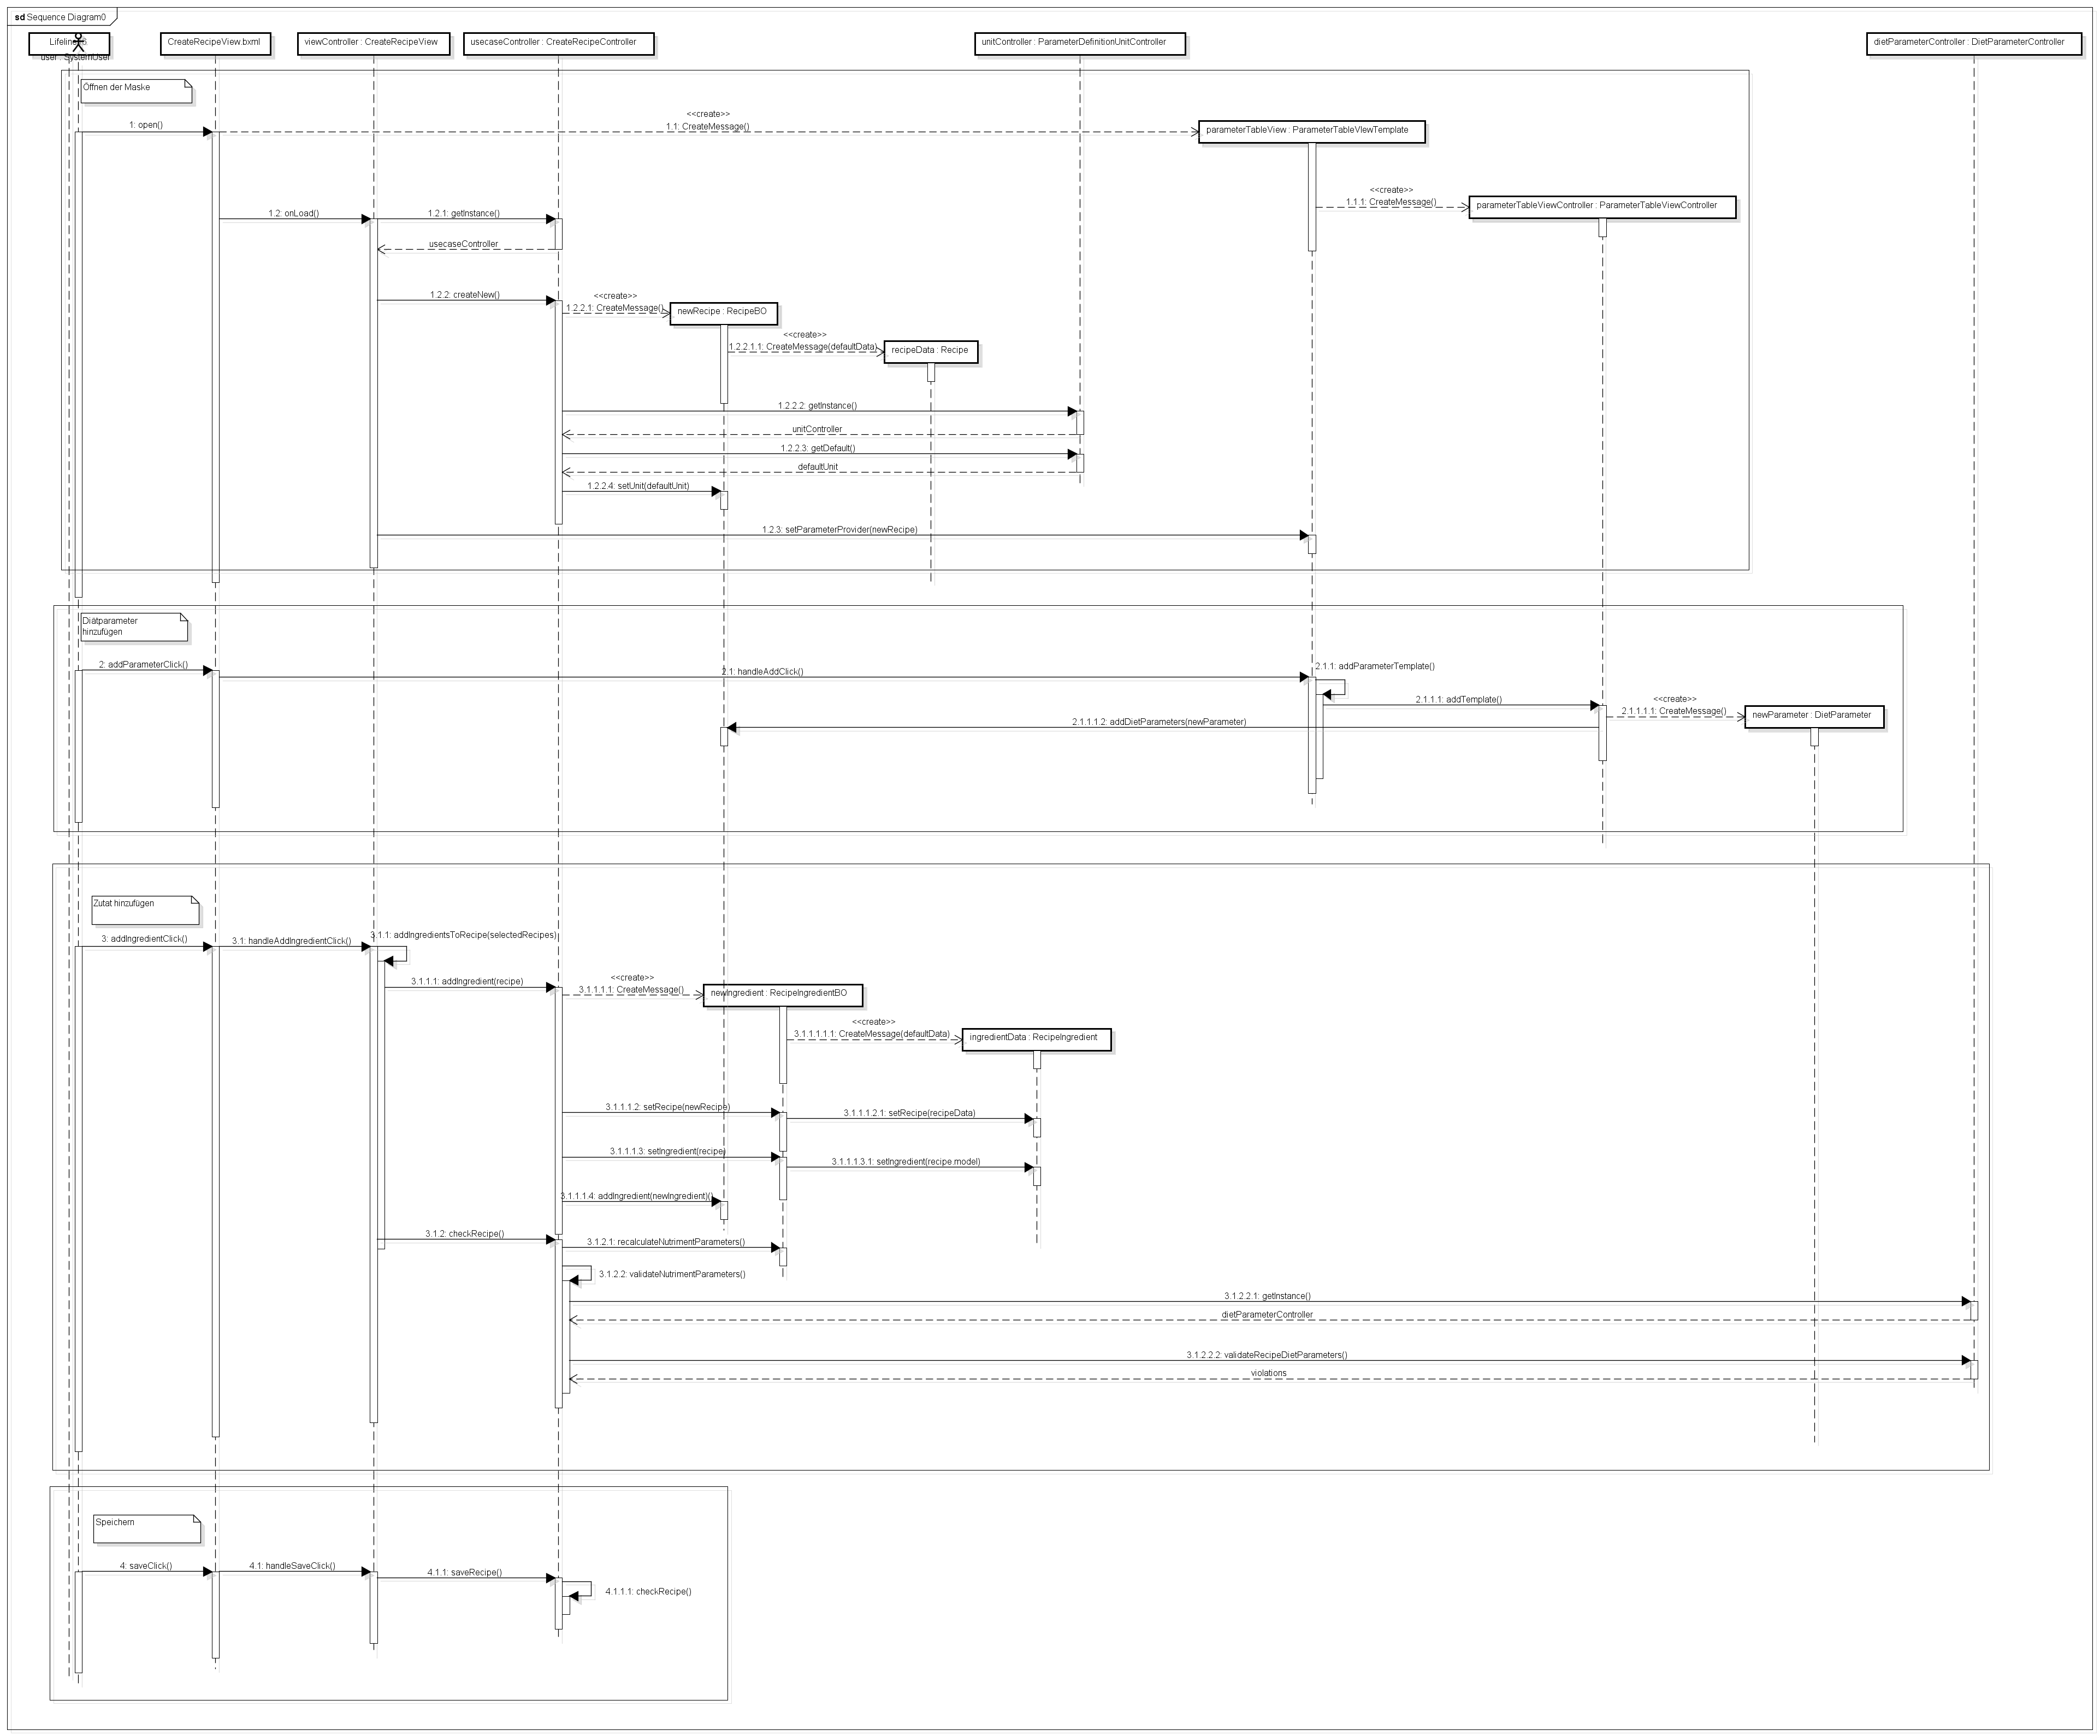 sd Sequence Diagram0
user : SystemUser
CreateRecipeView.bxml
viewController : CreateRecipeView
usecaseController : CreateRecipeController
unitController : ParameterDefinitionUnitController
dietParameterController : DietParameterController
Öffnen der Maske
1: open()
<<create>>
1.1: CreateMessage()
parameterTableView : ParameterTableVIewTemplate
<<create>>
1.1.1: CreateMessage()
parameterTableViewController : ParameterTableViewController
1.2: onLoad()
1.2.1: getInstance()
usecaseController
1.2.2: createNew()
<<create>>
1.2.2.1: CreateMessage()
newRecipe : RecipeBO
<<create>>
1.2.2.1.1: CreateMessage(defaultData)
recipeData : Recipe
1.2.2.2: getInstance()
unitController
1.2.2.3: getDefault()
defaultUnit
1.2.2.4: setUnit(defaultUnit)
1.2.3: setParameterProvider(newRecipe)
Diätparameter
hinzufügen
2: addParameterClick()
2.1: handleAddClick()
2.1.1: addParameterTemplate()
2.1.1.1: addTemplate()
<<create>>
2.1.1.1.1: CreateMessage()
newParameter : DietParameter
2.1.1.1.2: addDietParameters(newParameter)
Zutat hinzufügen
3: addIngredientClick()
3.1: handleAddIngredientClick()
3.1.1: addIngredientsToRecipe(selectedRecipes)
3.1.1.1: addIngredient(recipe)
<<create>>
3.1.1.1.1: CreateMessage()
newIngredient : RecipeIngredientBO
<<create>>
3.1.1.1.1.1: CreateMessage(defaultData)
ingredientData : RecipeIngredient
3.1.1.1.2: setRecipe(newRecipe)
3.1.1.1.2.1: setRecipe(recipeData)
3.1.1.1.3: setIngredient(recipe)
3.1.1.1.3.1: setIngredient(recipe.model)
3.1.1.1.4: addIngredient(newIngredient)()
3.1.2: checkRecipe()
3.1.2.1: recalculateNutrimentParameters()
3.1.2.2: validateNutrimentParameters()
3.1.2.2.1: getInstance()
dietParameterController
3.1.2.2.2: validateRecipeDietParameters()
violations
Speichern
4: saveClick()
4.1: handleSaveClick()
4.1.1: saveRecipe()
4.1.1.1: checkRecipe()